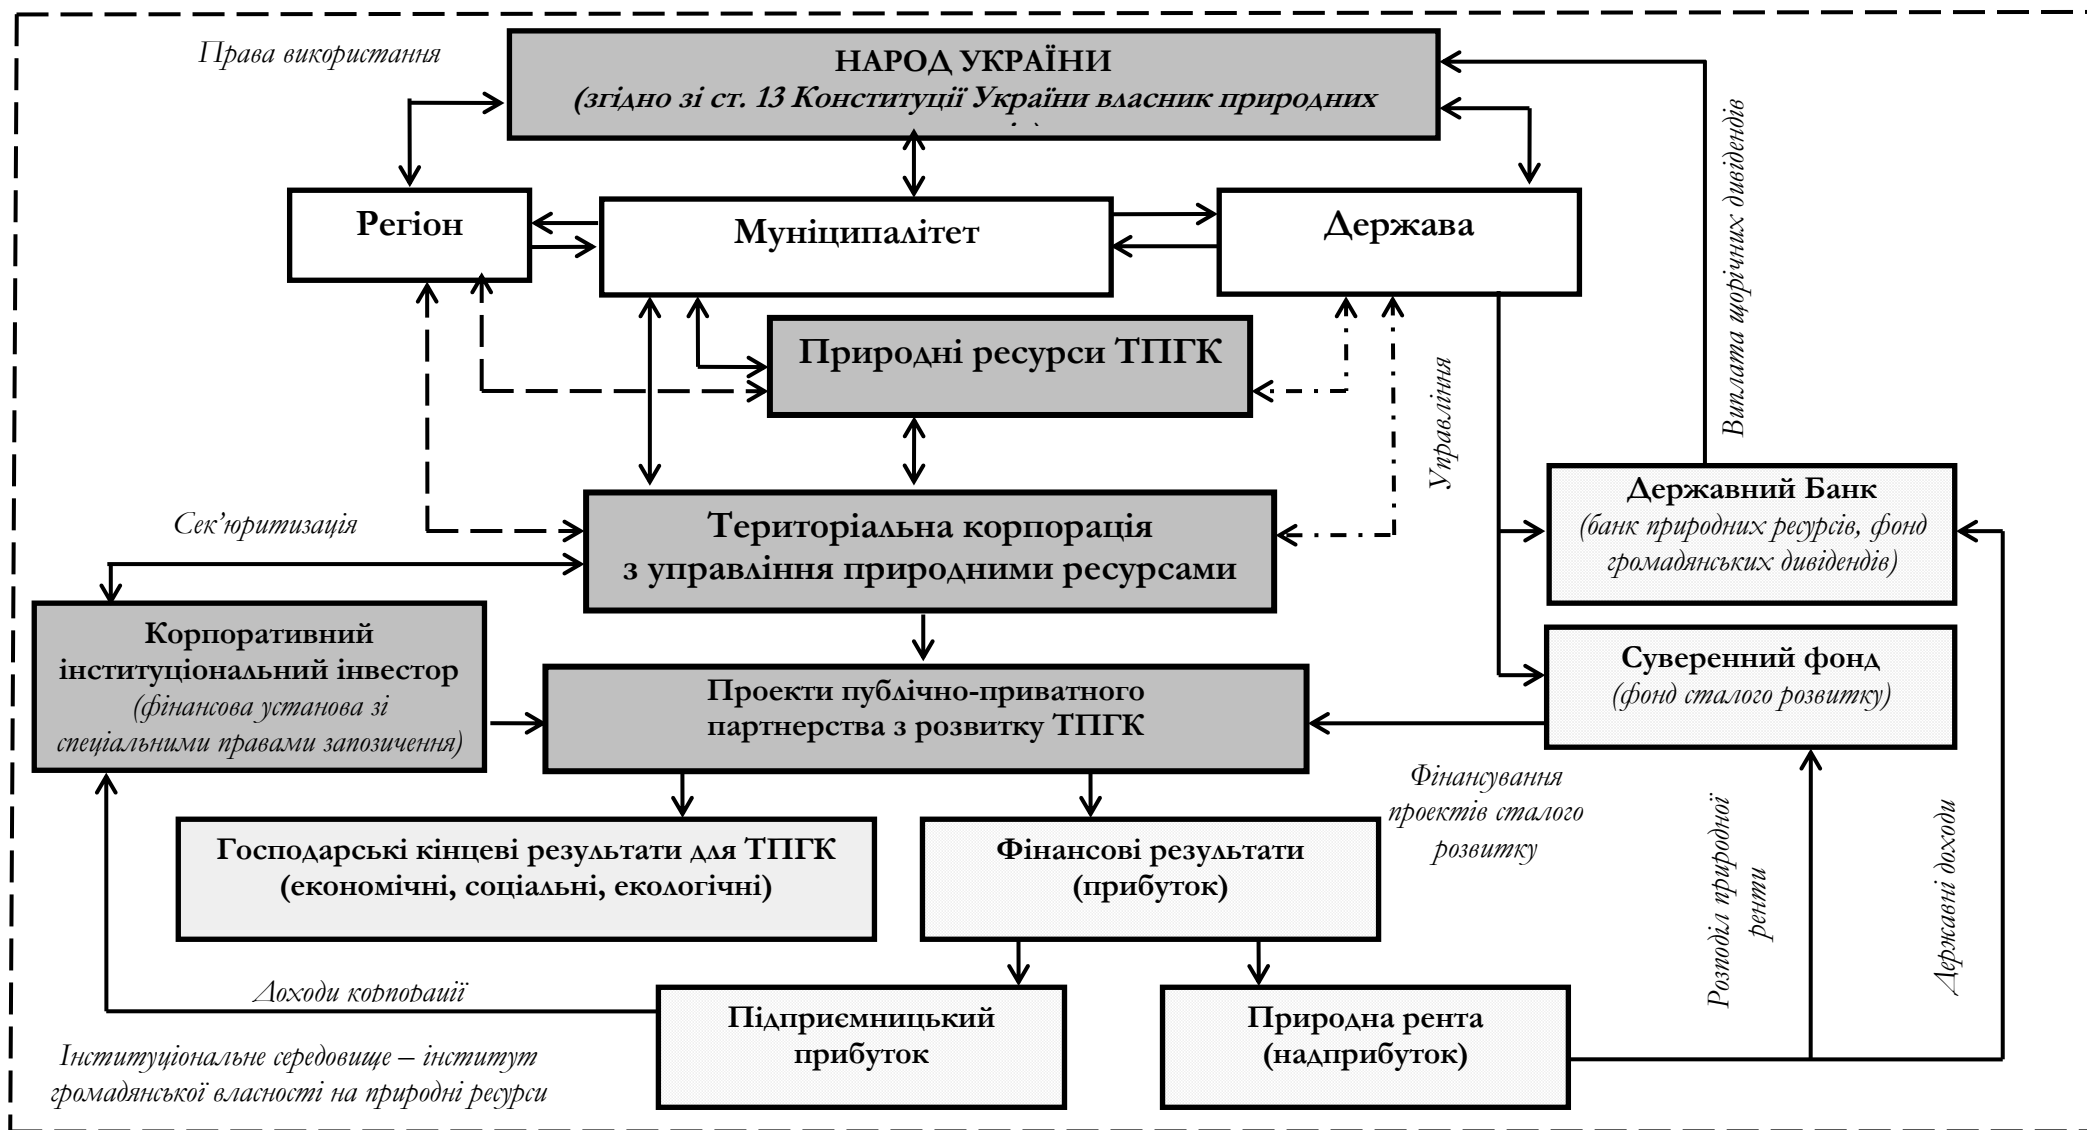 Права використання
НАРОД УКРАЇНИ
(згідно зі ст. 13 Конституції України власник природних
Регіон
Муніципалітет
Держава
Природні ресурси ТПГК
Управління
Виплата щорічних дивідендів
Сек’юритизація
Територіальна корпорація
з управління природними ресурсами
Державний Банк
(банк природних ресурсів, фонд
громадянських дивідендів)
Корпоративний
інституціональний інвестор
(фінансова установа зі
спеціальними правами запозичення)
Проекти публічно-приватного
партнерства з розвитку ТПГК
Суверенний фонд
(фонд сталого розвитку)
Фінансування
проектів сталого
розвитку
Господарські кінцеві результати для ТПГК
(економічні, соціальні, екологічні)
Фінансові результати
(прибуток)
Розподіл природної
ренти
Державні доходи
Доходи корпорації
Підприємницький
прибуток
Природна рента
(надприбуток)
Інституціональне середовище – інститут
громадянської власності на природні ресурси